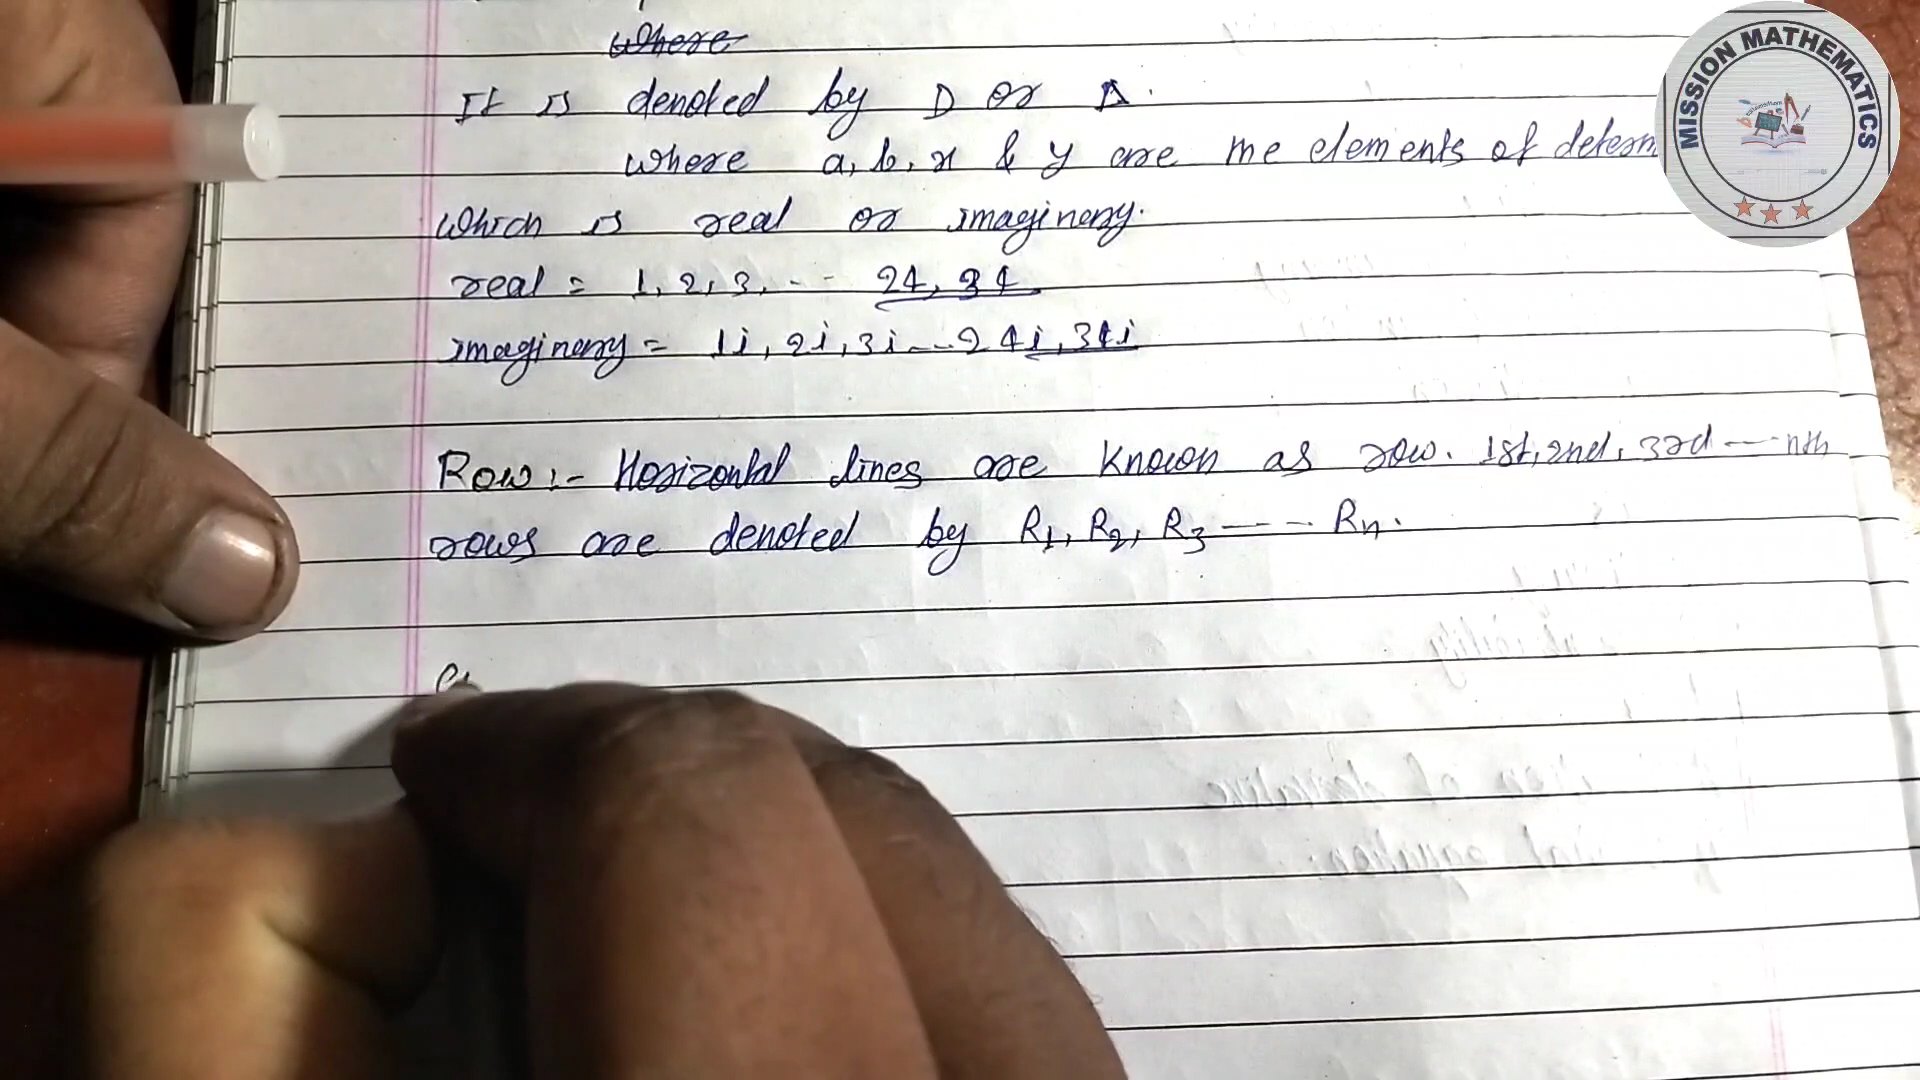 where
It is denoted by D or Δ.
where a, b, x & y are the elements of determ
which is real or imaginery.
real = 1, 2, 3, -- 24, 34.
imaginery = 1i, 2i, 3i -- 24i, 34i
Row :- Horizontal lines are known as row. 1st, 2nd, 3rd --- nth
rows are denoted by R1, R2, R3 --- Rn.
MISSION MATHEMATICS